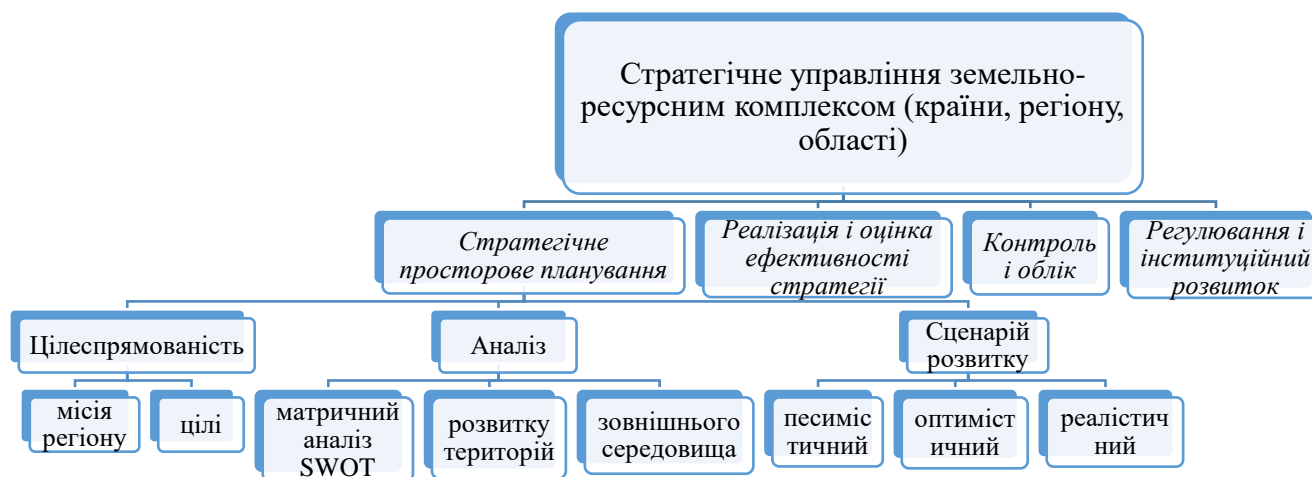 Стратегічне управління земельно-
ресурсним комплексом (країни, регіону,
області)
Стратегічне
просторове планування
Реалізація і оцінка
ефективності
стратегії
Контроль
і облік
Регулювання і
інституційний
розвиток
Цілеспрямованість
Аналіз
Сценарій
розвитку
місія
регіону
цілі
матричний
аналіз
SWOT
розвитку
територій
зовнішнього
середовища
песиміс
тичний
оптиміст
ичний
реалістич
ний